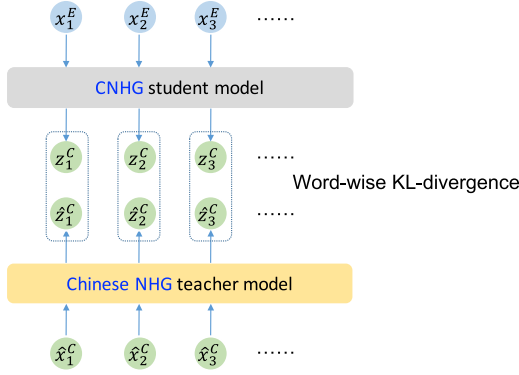 x_1^E x_2^E x_3^E ······
CNHG student model
z_1^C z_2^C z_3^C ······
Word-wise KL-divergence
ẑ_1^C ẑ_2^C ẑ_3^C ······
Chinese NHG teacher model
x̂_1^C x̂_2^C x̂_3^C ······